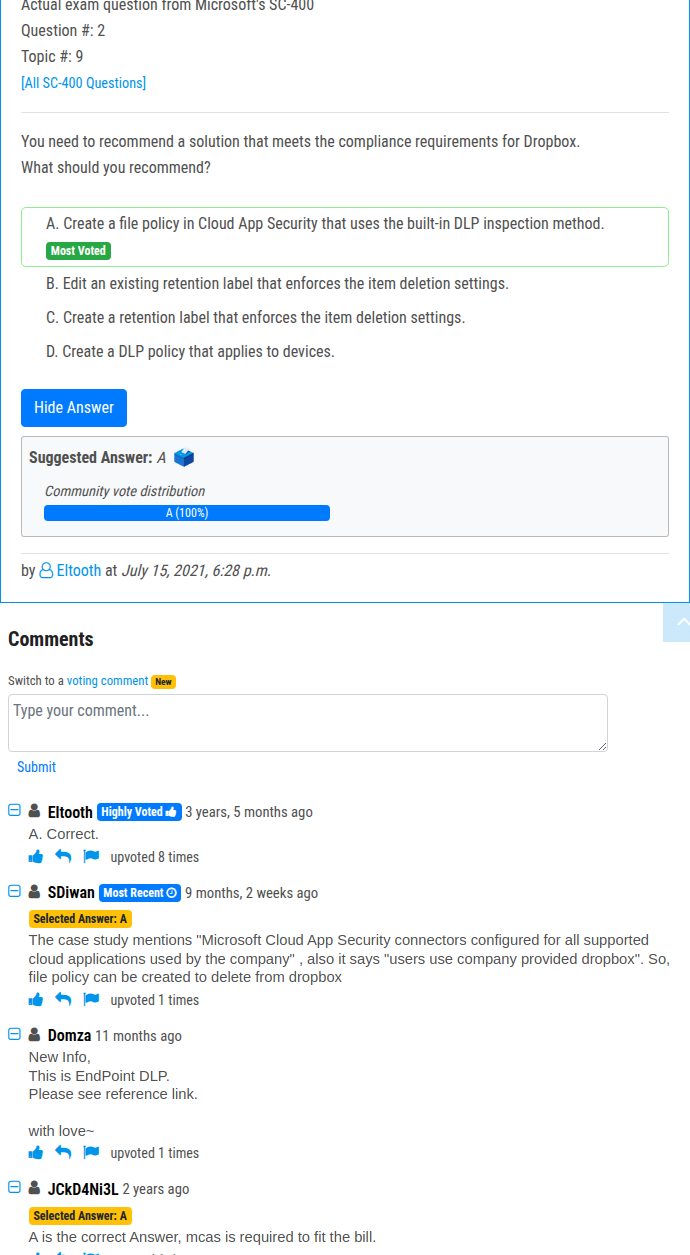 Actual exam question from Microsoft's SC-400
Question #: 2
Topic #: 9
[All SC-400 Questions]
You need to recommend a solution that meets the compliance requirements for Dropbox.
What should you recommend?
A. Create a file policy in Cloud App Security that uses the built-in DLP inspection method.
Most Voted
B. Edit an existing retention label that enforces the item deletion settings.
C. Create a retention label that enforces the item deletion settings.
D. Create a DLP policy that applies to devices.
Hide Answer
Suggested Answer: A
Community vote distribution
A (100%)
by Eltooth at July 15, 2021, 6:28 p.m.
Comments
Switch to a voting comment New
Type your comment...
Submit
Eltooth Highly Voted 3 years, 5 months ago
A. Correct.
upvoted 8 times
SDiwan Most Recent 9 months, 2 weeks ago
Selected Answer: A
The case study mentions "Microsoft Cloud App Security connectors configured for all supported
cloud applications used by the company" , also it says "users use company provided dropbox". So,
file policy can be created to delete from dropbox
upvoted 1 times
Domza 11 months ago
New Info,
This is EndPoint DLP.
Please see reference link.
with love~
upvoted 1 times
JCkD4Ni3L 2 years ago
Selected Answer: A
A is the correct Answer, mcas is required to fit the bill.